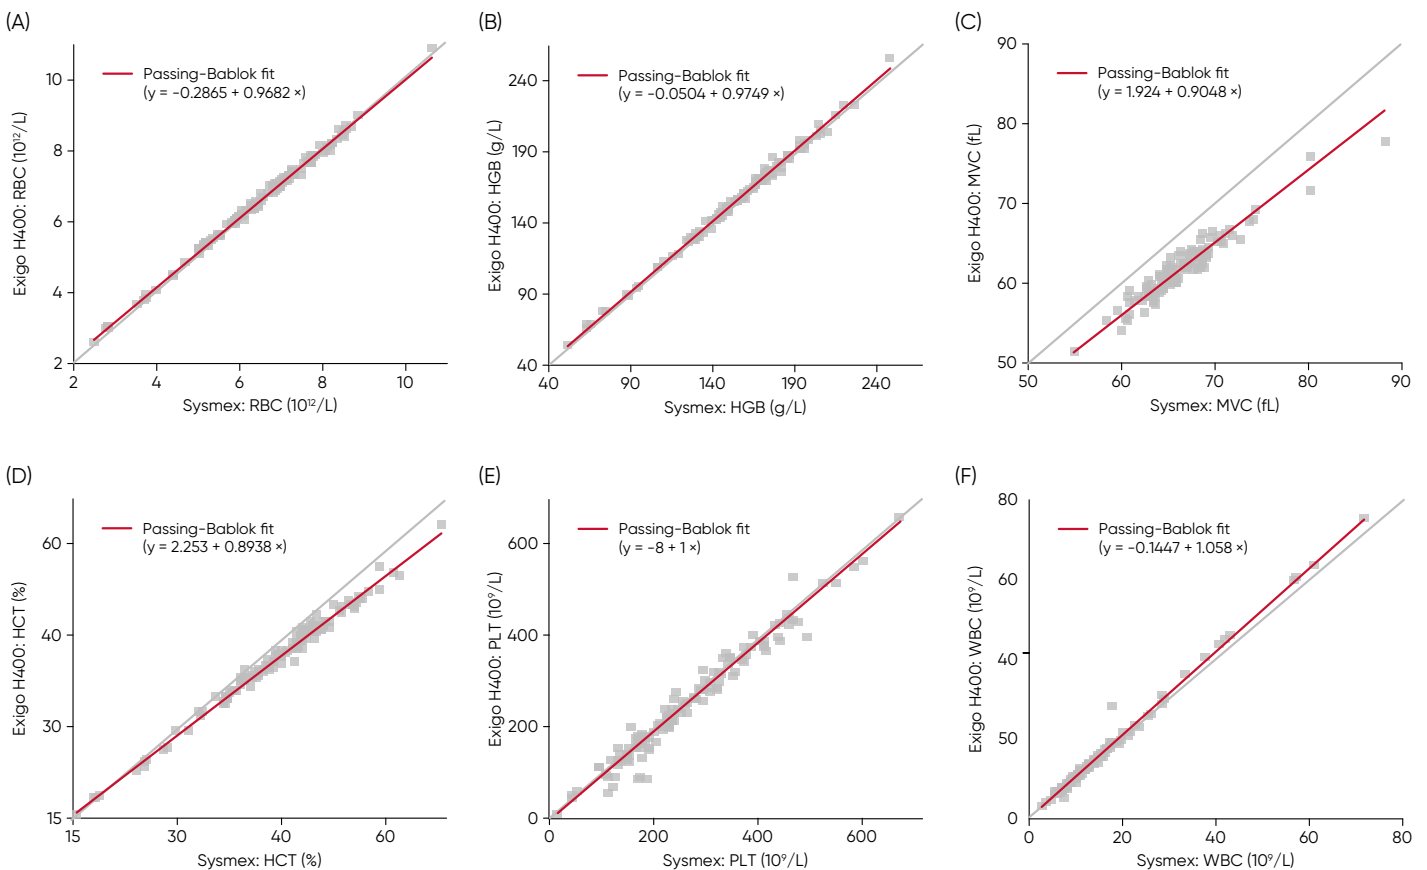 (A)
Passing-Bablok fit
(y = −0.2865 + 0.9682 ×)
Exigo H400: RBC (10¹²/L)
10
8
6
4
2
2 4 6 8 10
Sysmex: RBC (10¹²/L)
(B)
Passing-Bablok fit
(y = −0.0504 + 0.9749 ×)
Exigo H400: HGB (g/L)
240
190
140
90
40
40 90 140 190 240
Sysmex: HGB (g/L)
(C)
Passing-Bablok fit
(y = 1.924 + 0.9048 ×)
Exigo H400: MVC (fL)
90
80
70
60
50
50 60 70 80 90
Sysmex: MVC (fL)
(D)
Passing-Bablok fit
(y = 2.253 + 0.8938 ×)
Exigo H400: HCT (%)
60
40
30
15
15 30 40 60
Sysmex: HCT (%)
(E)
Passing-Bablok fit
(y = −8 + 1 ×)
Exigo H400: PLT (10⁹/L)
600
400
200
0
0 200 400 600
Sysmex: PLT (10⁹/L)
(F)
Passing-Bablok fit
(y = −0.1447 + 1.058 ×)
Exigo H400: WBC (10⁹/L)
80
60
40
50
0
0 20 40 60 80
Sysmex: WBC (10⁹/L)